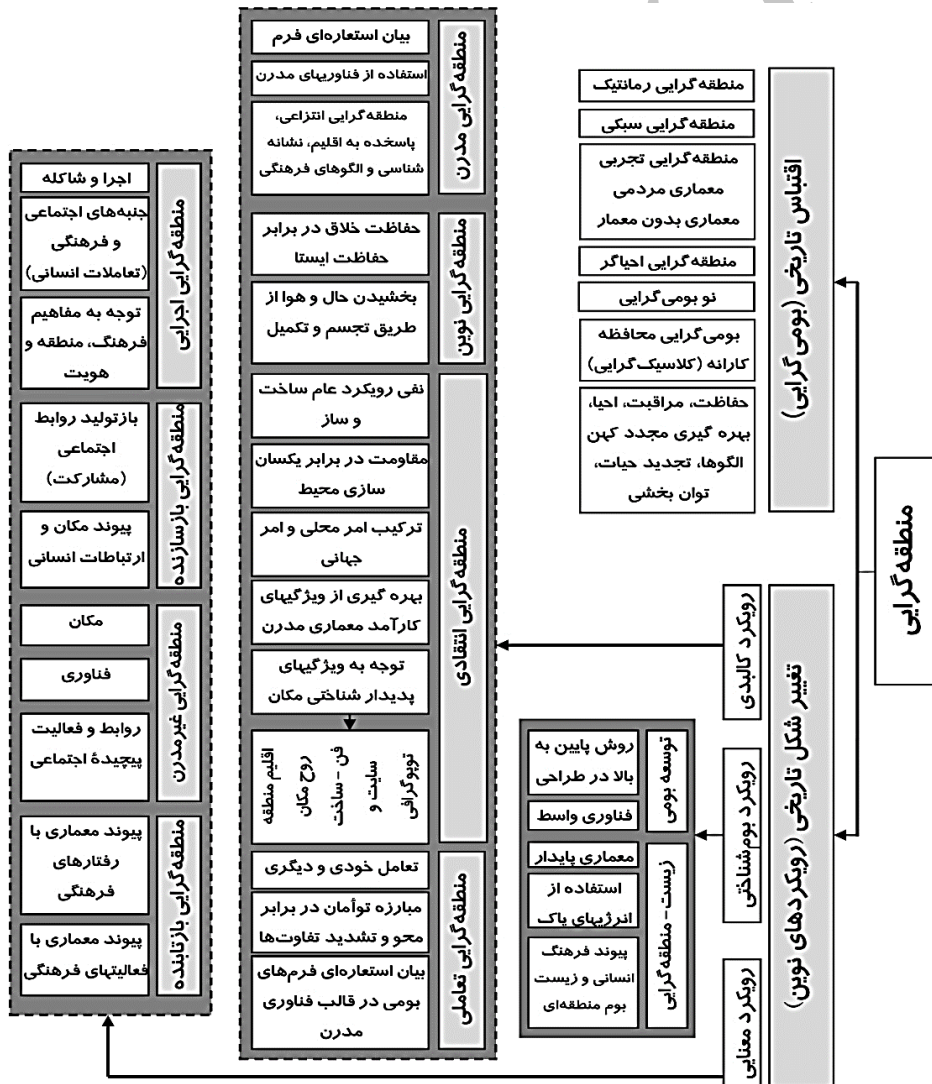 منطقه‌گرایی
اقتباس تاریخی (بومی‌گرایی)
منطقه‌گرایی رمانتیک
منطقه‌گرایی سبکی
منطقه‌گرایی تجربی
معماری مردمی
معماری بدون معمار
منطقه‌گرایی احیاگر
نو بومی‌گرایی
بومی‌گرایی محافظه
کارانه (کلاسیک‌گرایی)
حفاظت، مراقبت، احیا،
بهره گیری مجدد کهن
الگوها، تجدید حیات،
توان بخشی
تغییر شکل تاریخی (رویکردهای نوین)
رویکرد کالبدی
منطقه‌گرایی مدرن
بیان استعاره‌ای فرم
استفاده از فناوریهای مدرن
منطقه‌گرایی انتزاعی،
پاسخده به اقلیم، نشانه
شناسی و الگوهای فرهنگی
منطقه‌گرایی نوین
حفاظت خلاق در برابر
حفاظت ایستا
بخشیدن حال و هوا از
طریق تجسم و تکمیل
منطقه‌گرایی انتقادی
نفی رویکرد عام ساخت
و ساز
مقاومت در برابر یکسان
سازی محیط
ترکیب امر محلی و امر
جهانی
بهره گیری از ویژگیهای
کارآمد معماری مدرن
توجه به ویژگیهای
پدیدار شناختی مکان
توپوگرافی
سایت و
فن - ساخت
روح مکان
اقلیم منطقه
منطقه‌گرایی تعاملی
تعامل خودی و دیگری
مبارزه توأمان در برابر
محو و تشدید تفاوت‌ها
بیان استعاره‌ای فرم‌های
بومی در قالب فناوری
مدرن
رویکرد بوم‌شناختی
توسعه بومی
روش پایین به
بالا در طراحی
فناوری واسط
زیست - منطقه‌گرایی
معماری پایدار
استفاده از
انرژیهای پاک
پیوند فرهنگ
انسانی و زیست
بوم منطقه‌ای
رویکرد معنایی
منطقه‌گرایی اجرایی
اجرا و شاکله
جنبه‌های اجتماعی
و فرهنگی
(تعاملات انسانی)
توجه به مفاهیم
فرهنگ، منطقه و
هویت
منطقه‌گرایی بازسازنده
بازتولید روابط
اجتماعی
(مشارکت)
پیوند مکان و
ارتباطات انسانی
منطقه‌گرایی غیرمدرن
مکان
فناوری
روابط و فعالیت
پیچیدهٔ اجتماعی
منطقه‌گرایی بازتابنده
پیوند معماری با
رفتارهای
فرهنگی
پیوند معماری با
فعالیتهای فرهنگی